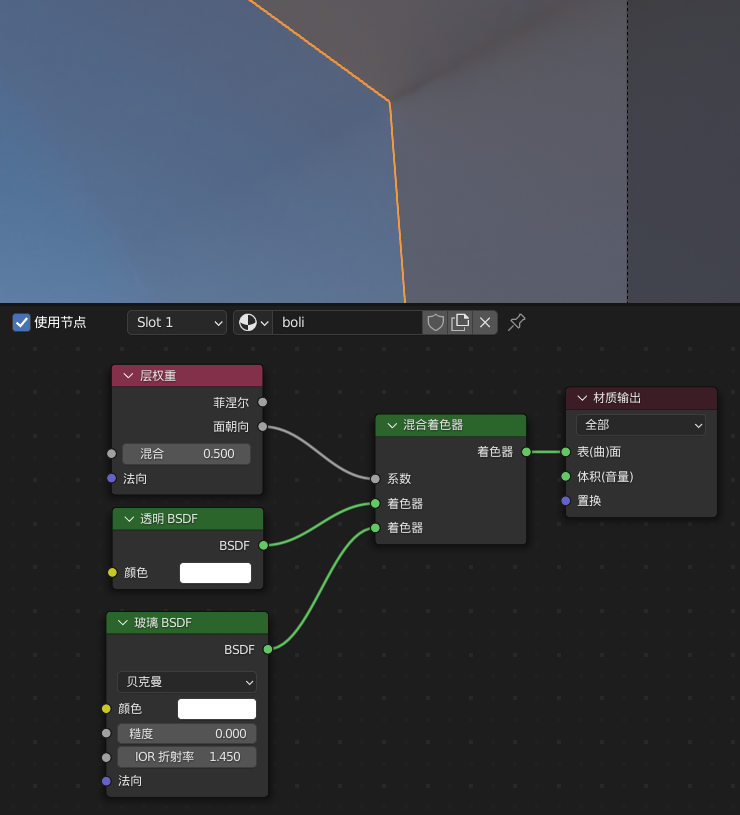 使用节点
Slot 1
boli
层权重
菲涅尔
面朝向
混合 0.500
法向
透明 BSDF
BSDF
颜色
玻璃 BSDF
BSDF
贝克曼
颜色
糙度 0.000
IOR 折射率 1.450
法向
混合着色器
着色器
系数
着色器
着色器
材质输出
全部
表(曲)面
体积(音量)
置换